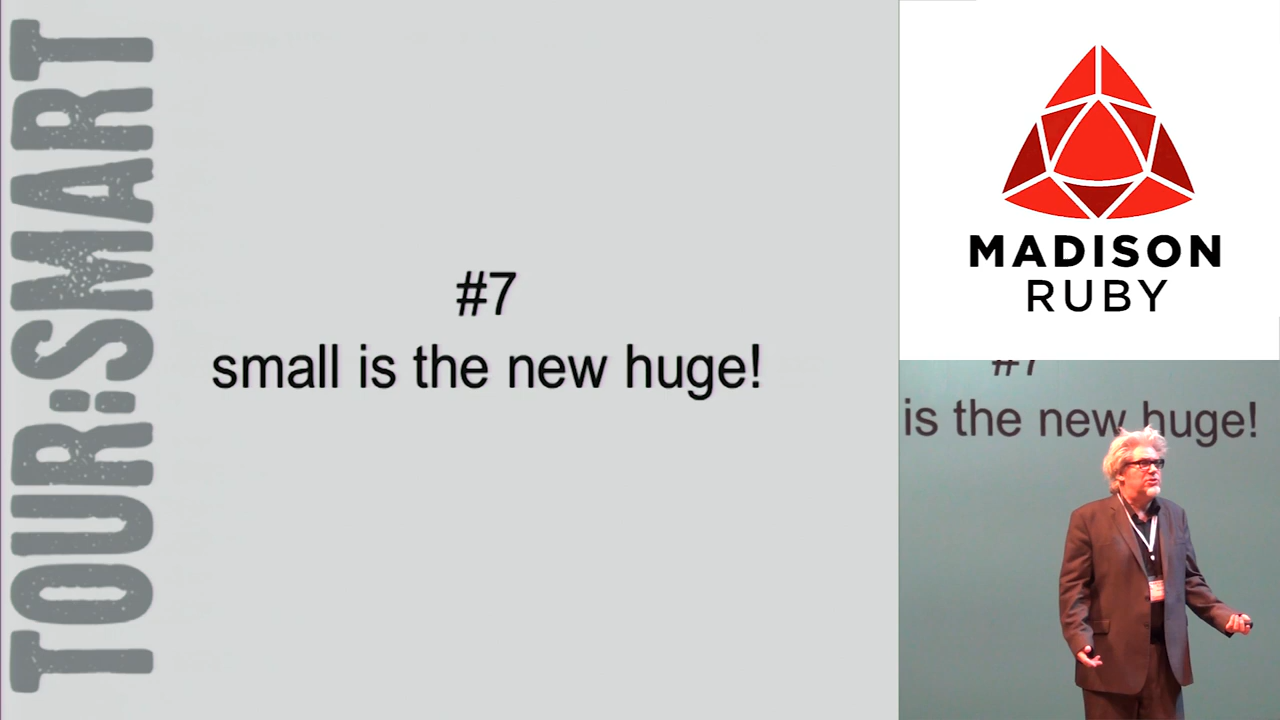 TOUR:SMART
#7
small is the new huge!
MADISON
RUBY
#7
is the new huge!